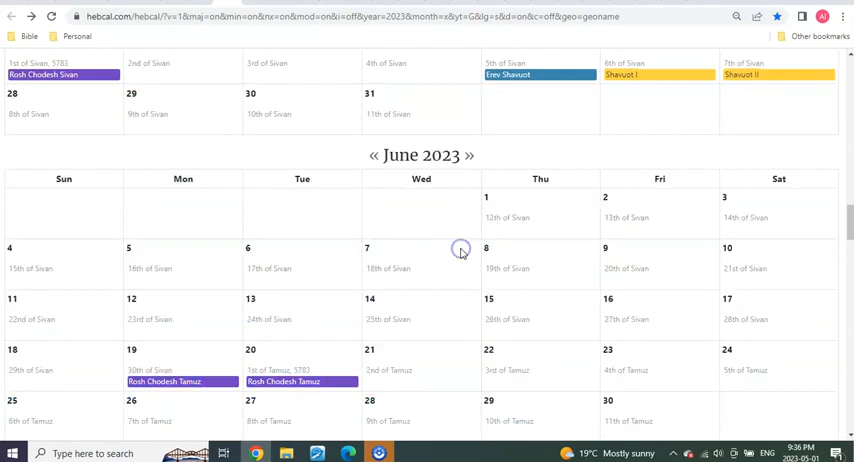 hebcal.com/hebcal/?v=1&maj=on&min=on&nx=on&mod=on&i=off&year=2023&month=x&yt=G&lg=s&d=on&c=off&geo=geoname
AI
Bible Personal Other bookmarks
1st of Sivan, 5783 2nd of Sivan 3rd of Sivan 4th of Sivan 5th of Sivan 6th of Sivan 7th of Sivan
Rosh Chodesh Sivan Erev Shavuot Shavuot I Shavuot II
28 29 30 31
8th of Sivan 9th of Sivan 10th of Sivan 11th of Sivan
« June 2023 »
Sun Mon Tue Wed Thu Fri Sat
1 2 3
12th of Sivan 13th of Sivan 14th of Sivan
4 5 6 7 8 9 10
15th of Sivan 16th of Sivan 17th of Sivan 18th of Sivan 19th of Sivan 20th of Sivan 21st of Sivan
11 12 13 14 15 16 17
22nd of Sivan 23rd of Sivan 24th of Sivan 25th of Sivan 26th of Sivan 27th of Sivan 28th of Sivan
18 19 20 21 22 23 24
29th of Sivan 30th of Sivan 1st of Tamuz, 5783 2nd of Tamuz 3rd of Tamuz 4th of Tamuz 5th of Tamuz
Rosh Chodesh Tamuz Rosh Chodesh Tamuz
25 26 27 28 29 30
6th of Tamuz 7th of Tamuz 8th of Tamuz 9th of Tamuz 10th of Tamuz 11th of Tamuz
Type here to search 19°C Mostly sunny ENG 9:36 PM
2023-05-01